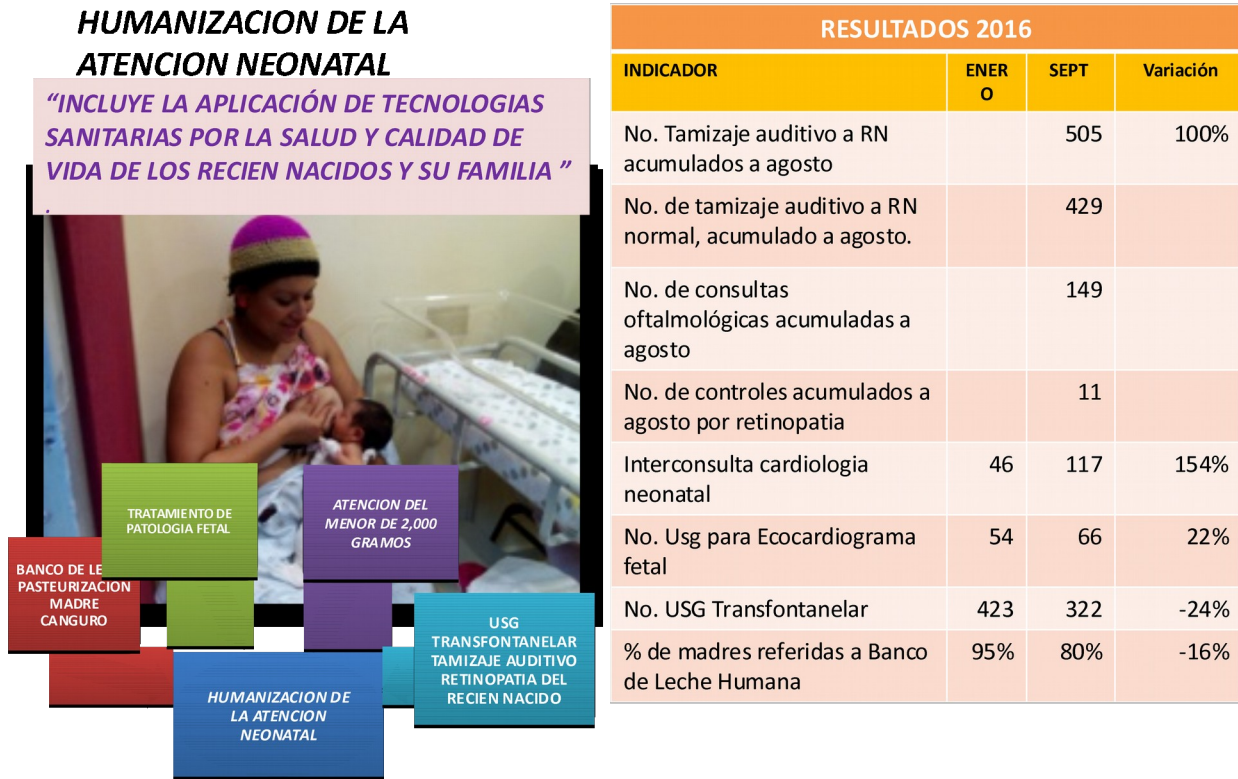 HUMANIZACION DE LA
ATENCION NEONATAL
“INCLUYE LA APLICACIÓN DE TECNOLOGIAS
SANITARIAS POR LA SALUD Y CALIDAD DE
VIDA DE LOS RECIEN NACIDOS Y SU FAMILIA ”
.
TRATAMIENTO DE
PATOLOGIA FETAL
ATENCION DEL
MENOR DE 2,000
GRAMOS
BANCO DE LE
PASTEURIZACION
MADRE
CANGURO
USG
TRANSFONTANELAR
TAMIZAJE AUDITIVO
RETINOPATIA DEL
RECIEN NACIDO
HUMANIZACION DE
LA ATENCION
NEONATAL
RESULTADOS 2016
INDICADOR ENER SEPT Variación
O
No. Tamizaje auditivo a RN 505 100%
acumulados a agosto
No. de tamizaje auditivo a RN 429
normal, acumulado a agosto.
No. de consultas 149
oftalmológicas acumuladas a
agosto
No. de controles acumulados a 11
agosto por retinopatia
Interconsulta cardiologia 46 117 154%
neonatal
No. Usg para Ecocardiograma 54 66 22%
fetal
No. USG Transfontanelar 423 322 -24%
% de madres referidas a Banco 95% 80% -16%
de Leche Humana